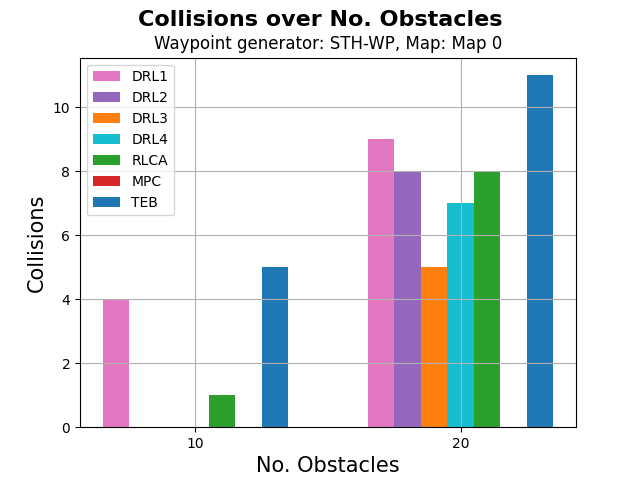 Collisions over No. Obstacles
Waypoint generator: STH-WP, Map: Map 0
DRL1
DRL2
DRL3
DRL4
RLCA
MPC
TEB
10
8
6
4
2
0
Collisions
10 20
No. Obstacles